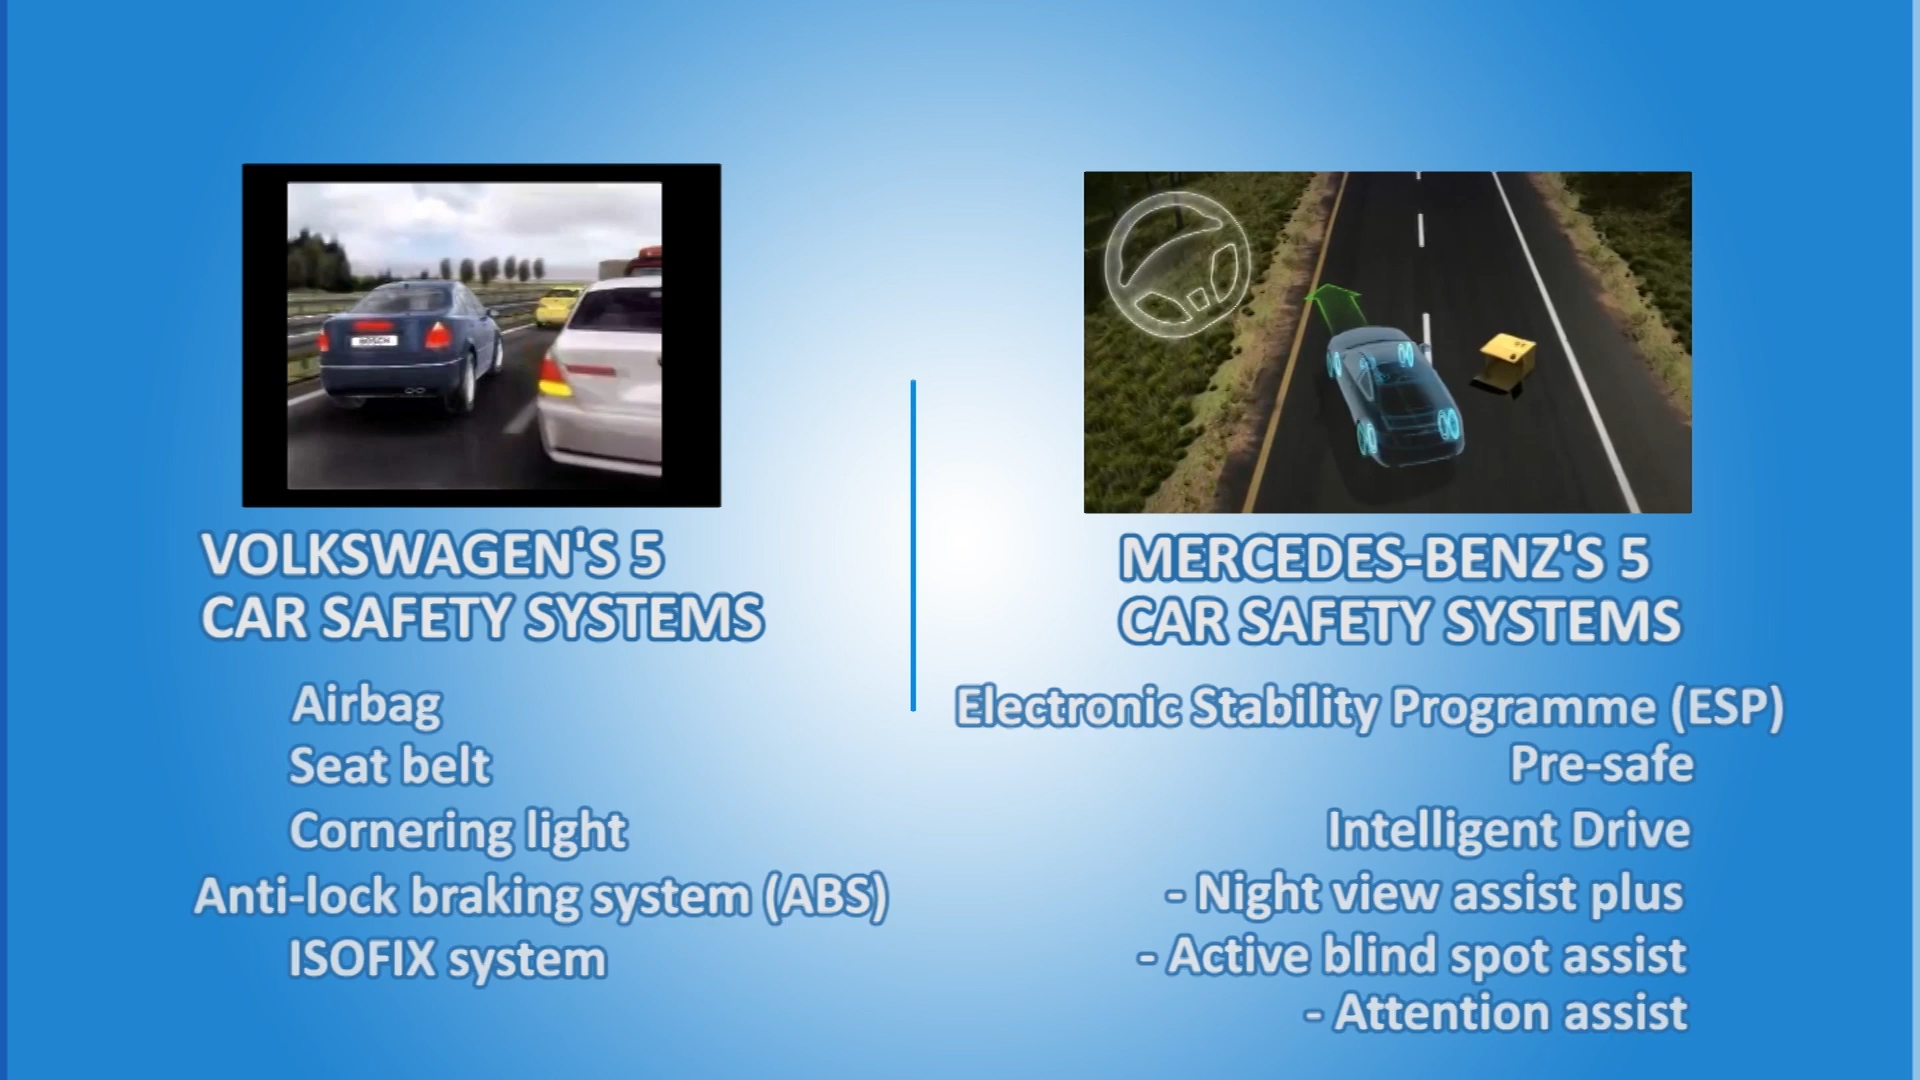 BOSCH
VOLKSWAGEN'S 5
CAR SAFETY SYSTEMS
Airbag
Seat belt
Cornering light
Anti-lock braking system (ABS)
ISOFIX system
MERCEDES-BENZ'S 5
CAR SAFETY SYSTEMS
Electronic Stability Programme (ESP)
Pre-safe
Intelligent Drive
- Night view assist plus
- Active blind spot assist
- Attention assist